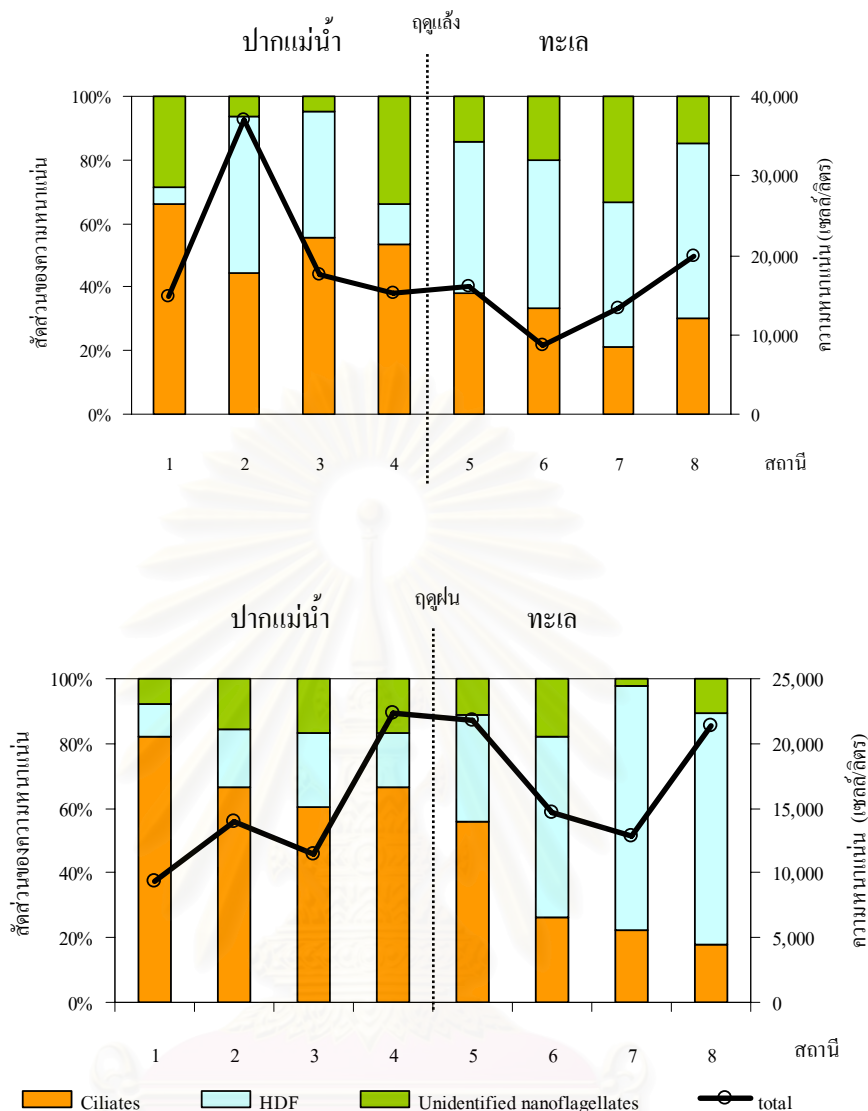 ฤดูแล้ง
ปากแม่น้ำ ทะเล
สัดส่วนของความหนาแน่น
100%
80%
60%
40%
20%
0%
40,000
30,000
20,000
10,000
0
ความหนาแน่น (เซลล์/ลิตร)
1 2 3 4 5 6 7 8 สถานี
ฤดูฝน
ปากแม่น้ำ ทะเล
สัดส่วนของความหนาแน่น
100%
80%
60%
40%
20%
0%
25,000
20,000
15,000
10,000
5,000
0
ความหนาแน่น (เซลล์/ลิตร)
1 2 3 4 5 6 7 8 สถานี
Ciliates HDF Unidentified nanoflagellates total